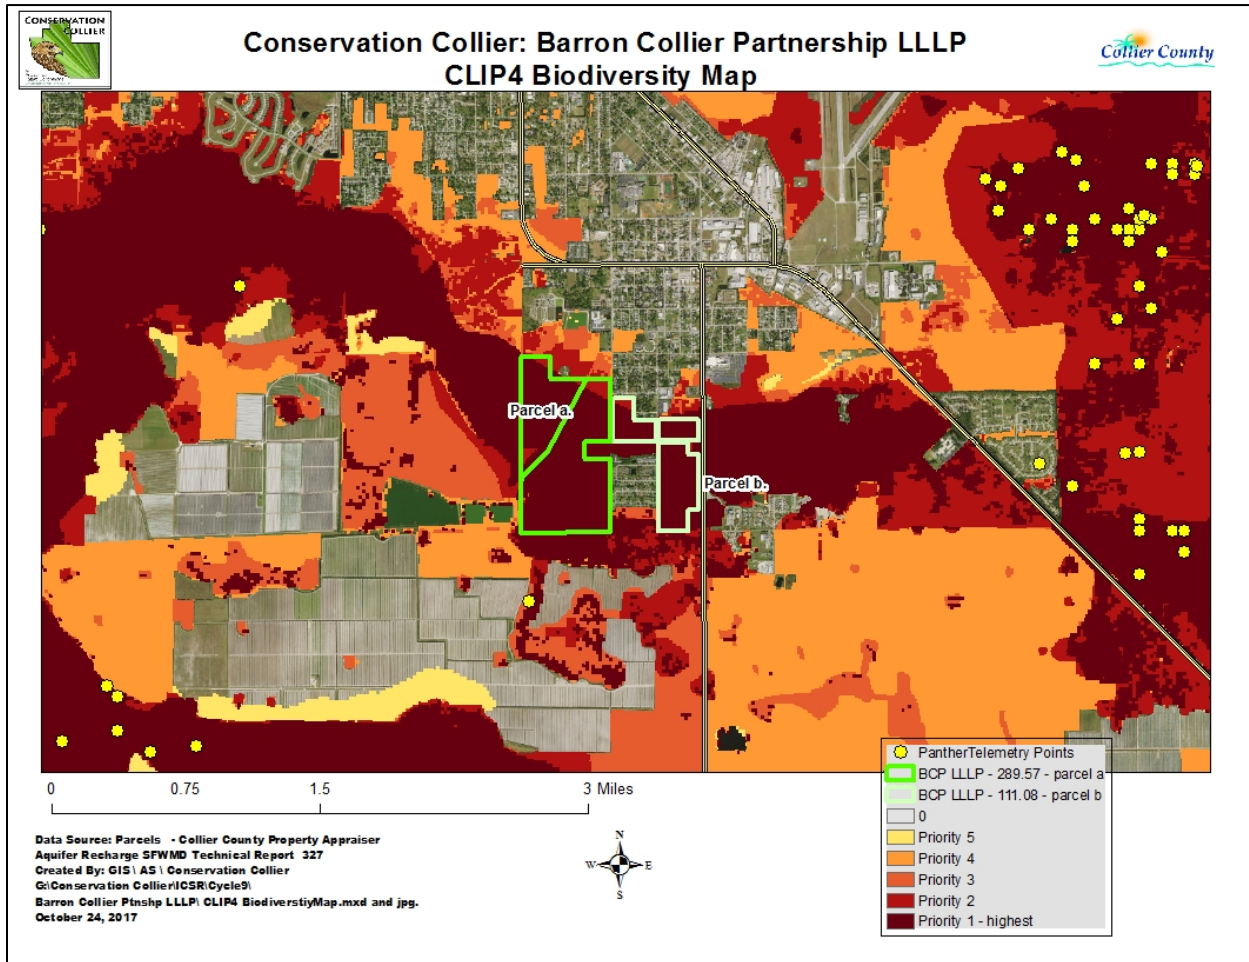 CONSERVATION
COLLIER
Conservation Collier: Barron Collier Partnership LLLP
CLIP4 Biodiversity Map
Collier County
Parcel a.
Parcel b.
PantherTelemetry Points
BCP LLLP - 289.57 - parcel a
BCP LLLP - 111.08 - parcel b
0
Priority 5
Priority 4
Priority 3
Priority 2
Priority 1 - highest
0 0.75 1.5 3 Miles
Data Source: Parcels - Collier County Property Appraiser
Aquifer Recharge SFWMD Technical Report 327
Created By: GIS \ AS \ Conservation Collier
G:\Conservation Collier\ICSR\Cycle9\
Barron Collier Ptnshp LLLP\ CLIP4 BiodiverstiyMap.mxd and jpg.
October 24, 2017
N
W E
S